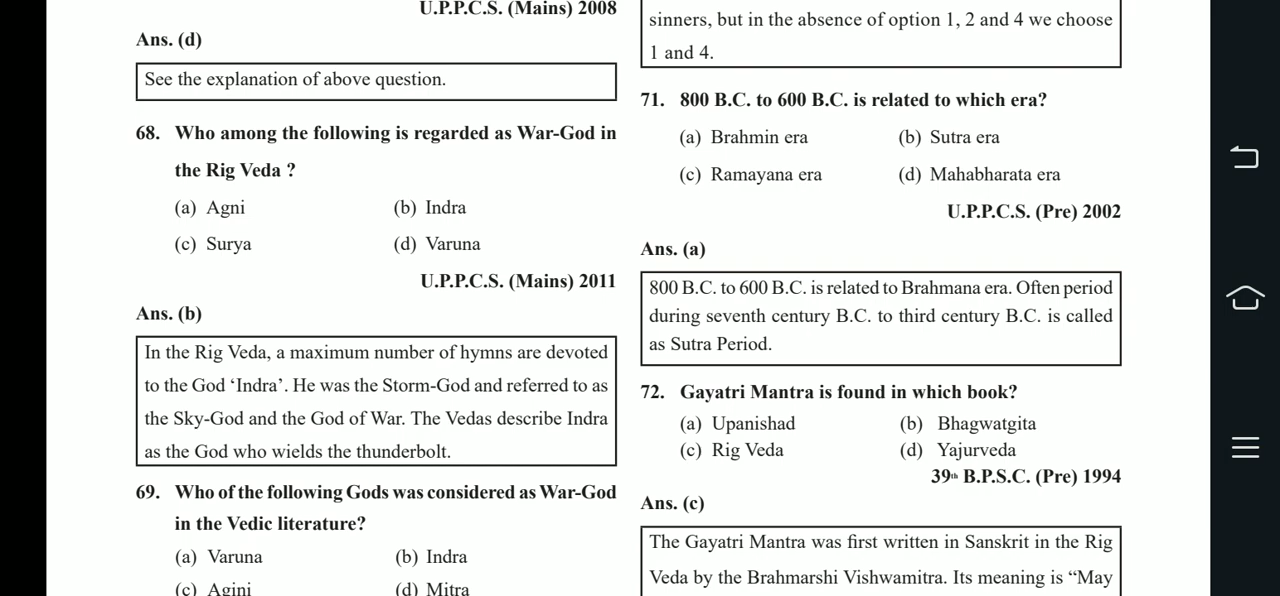 U.P.P.C.S. (Mains) 2008
Ans. (d)
See the explanation of above question.
68. Who among the following is regarded as War-God in
the Rig Veda ?
(a) Agni (b) Indra
(c) Surya (d) Varuna
U.P.P.C.S. (Mains) 2011
Ans. (b)
In the Rig Veda, a maximum number of hymns are devoted
to the God ‘Indra’. He was the Storm-God and referred to as
the Sky-God and the God of War. The Vedas describe Indra
as the God who wields the thunderbolt.
69. Who of the following Gods was considered as War-God
in the Vedic literature?
(a) Varuna (b) Indra
(c) Agini (d) Mitra
sinners, but in the absence of option 1, 2 and 4 we choose
1 and 4.
71. 800 B.C. to 600 B.C. is related to which era?
(a) Brahmin era (b) Sutra era
(c) Ramayana era (d) Mahabharata era
U.P.P.C.S. (Pre) 2002
Ans. (a)
800 B.C. to 600 B.C. is related to Brahmana era. Often period
during seventh century B.C. to third century B.C. is called
as Sutra Period.
72. Gayatri Mantra is found in which book?
(a) Upanishad (b) Bhagwatgita
(c) Rig Veda (d) Yajurveda
39th B.P.S.C. (Pre) 1994
Ans. (c)
The Gayatri Mantra was first written in Sanskrit in the Rig
Veda by the Brahmarshi Vishwamitra. Its meaning is “May